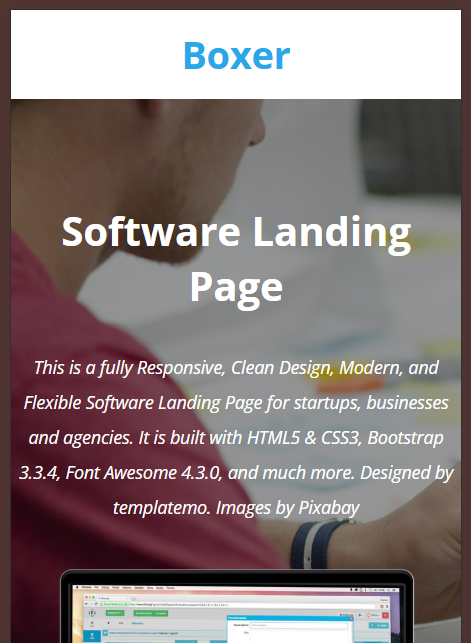 Boxer
Software Landing
Page
This is a fully Responsive, Clean Design, Modern, and
Flexible Software Landing Page for startups, businesses
and agencies. It is built with HTML5 & CSS3, Bootstrap
3.3.4, Font Awesome 4.3.0, and much more. Designed by
templatemo. Images by Pixabay